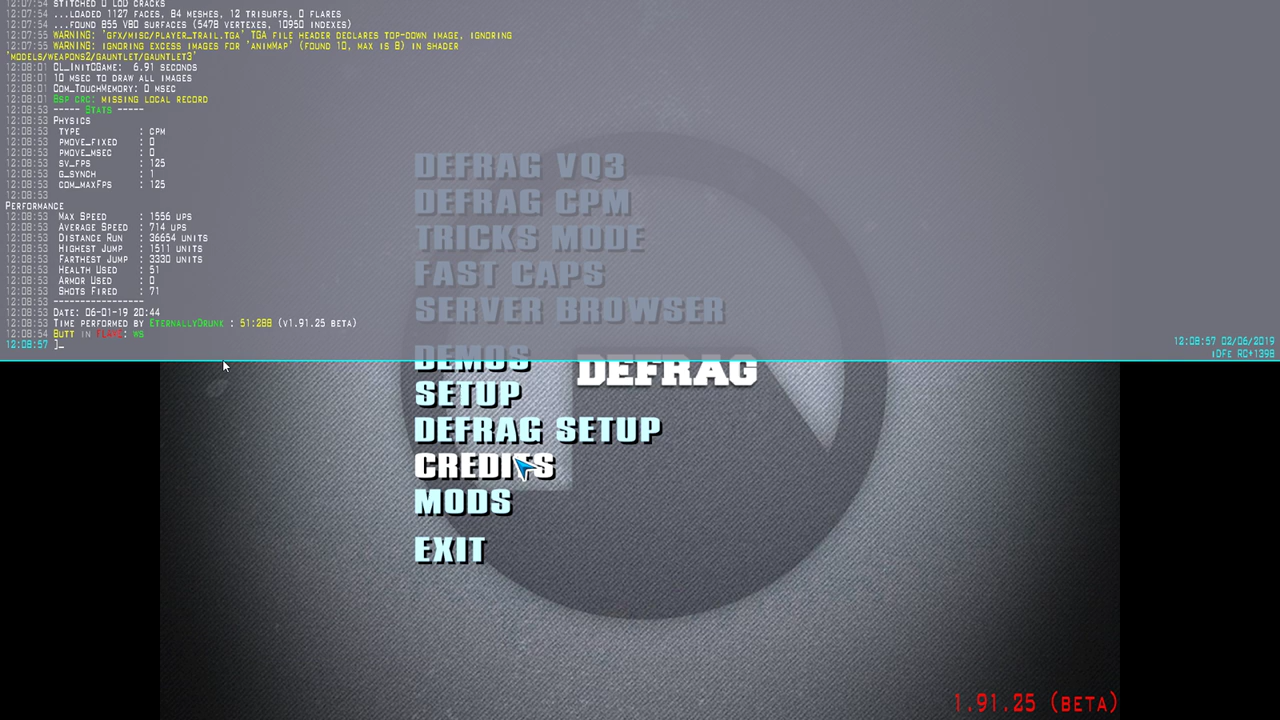 12:07:54 STITCHED 0 LOD CRACKS
12:07:54 ...LOADED 1127 FACES, 84 MESHES, 12 TRISURFS, 0 FLARES
12:07:54 ...FOUND 855 VBO SURFACES (5478 VERTEXES, 10950 INDEXES)
12:07:55 WARNING: 'GFX/MISC/PLAYER_TRAIL.TGA' TGA FILE HEADER DECLARES TOP-DOWN IMAGE, IGNORING
12:07:55 WARNING: IGNORING EXCESS IMAGES FOR 'ANIMMAP' (FOUND 10, MAX IS 8) IN SHADER
'MODELS/WEAPONS2/GAUNTLET/GAUNTLET3'
12:08:01 CL_INITCGAME: 6.91 SECONDS
12:08:01 10 MSEC TO DRAW ALL IMAGES
12:08:01 COM_TOUCHMEMORY: 0 MSEC
12:08:01 BSP CRC: MISSING LOCAL RECORD
12:08:53 ----- STATS -----
12:08:53 PHYSICS
12:08:53 TYPE : CPM
12:08:53 PMOVE_FIXED : 0
12:08:53 PMOVE_MSEC : 0
12:08:53 SV_FPS : 125
12:08:53 G_SYNCH : 1
12:08:53 COM_MAXFPS : 125
12:08:53
PERFORMANCE
12:08:53 MAX SPEED : 1556 UPS
12:08:53 AVERAGE SPEED : 714 UPS
12:08:53 DISTANCE RUN : 36654 UNITS
12:08:53 HIGHEST JUMP : 1511 UNITS
12:08:53 FARTHEST JUMP : 3330 UNITS
12:08:53 HEALTH USED : 51
12:08:53 ARMOR USED : 0
12:08:53 SHOTS FIRED : 71
12:08:53 -----------------
12:08:53 DATE: 06-01-19 20:44
12:08:53 TIME PERFORMED BY ETERNALLYDRUNK : 51:288 (V1.91.25 BETA)
12:08:54 BUTT IN FLAYC: WS
12:08:57 ]_
12:08:57 02/06/2019
IDFE RC+1398
DEFRAG VQ3
DEFRAG CPM
TRICKS MODE
FAST CAPS
SERVER BROWSER
DEMOS
DEFRAG
SETUP
DEFRAG SETUP
CREDITS
MODS
EXIT
1.91.25 (BETA)